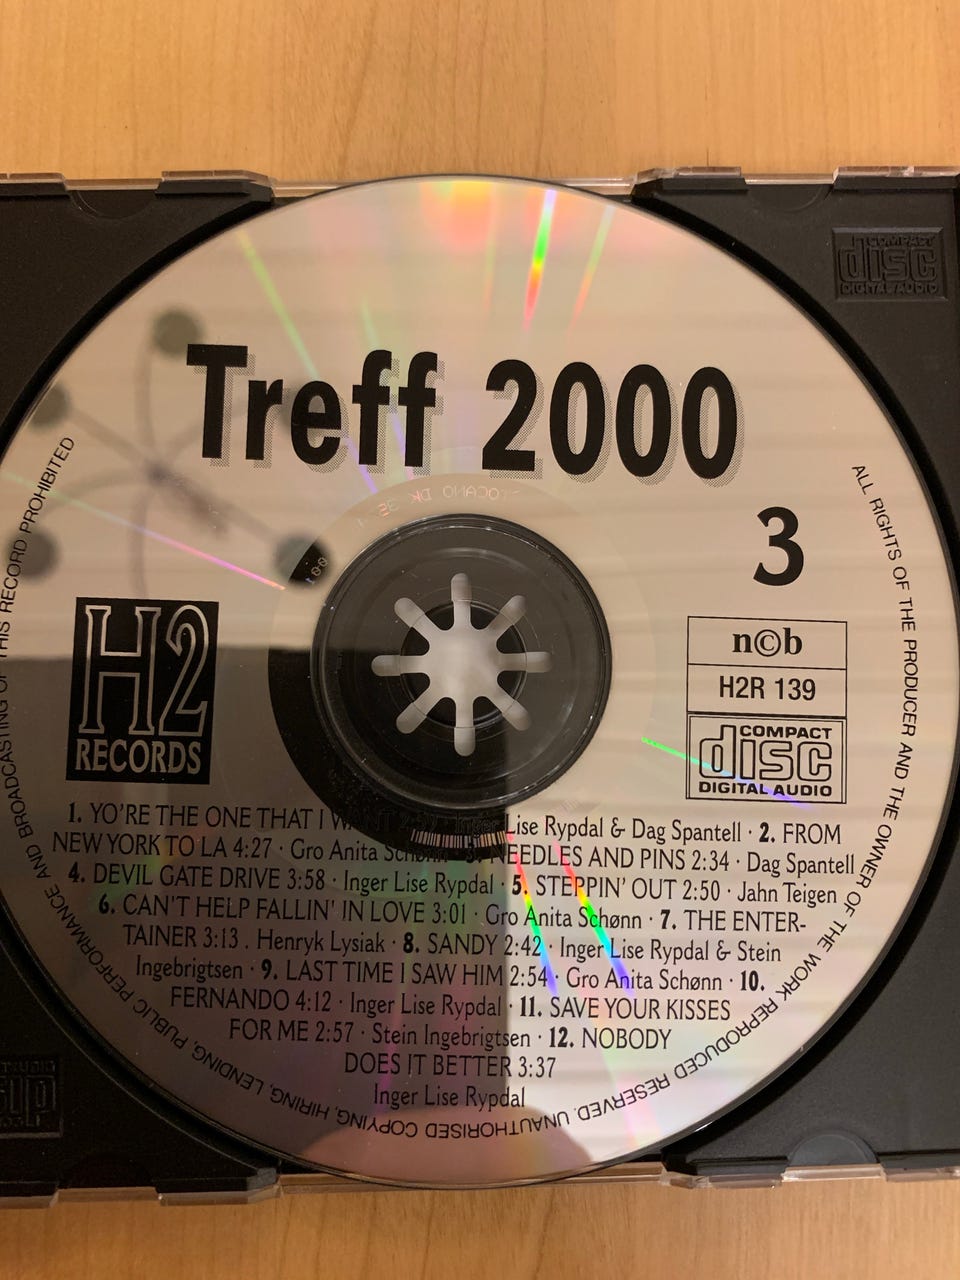 Treff 2000
3
H2
RECORDS
n©b
H2R 139
COMPACT
disc
DIGITAL AUDIO
1. YO'RE THE ONE THAT I WANT 2:47 · Inger Lise Rypdal & Dag Spantell · 2. FROM
NEW YORK TO LA 4:27 · Gro Anita Schønn · 3. NEEDLES AND PINS 2:34 · Dag Spantell
4. DEVIL GATE DRIVE 3:58 · Inger Lise Rypdal · 5. STEPPIN' OUT 2:50 · Jahn Teigen
6. CAN'T HELP FALLIN' IN LOVE 3:01 · Gro Anita Schønn · 7. THE ENTER-
TAINER 3:13 . Henryk Lysiak · 8. SANDY 2:42 · Inger Lise Rypdal & Stein
Ingebrigtsen · 9. LAST TIME I SAW HIM 2:54 · Gro Anita Schønn · 10.
FERNANDO 4:12 · Inger Lise Rypdal · 11. SAVE YOUR KISSES
FOR ME 2:57 · Stein Ingebrigtsen · 12. NOBODY
DOES IT BETTER 3:37
Inger Lise Rypdal
ALL RIGHTS OF THE PRODUCER AND THE OWNER OF THE WORK REPRODUCED RESERVED. UNAUTHORISED COPYING, HIRING, LENDING, PUBLIC PERFORMANCE AND BROADCASTING OF THIS RECORD PROHIBITED
COMPACT
disc
DIGITAL AUDIO